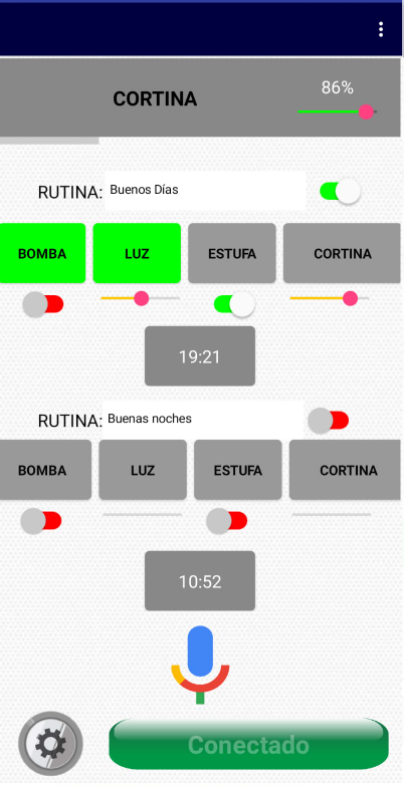 CORTINA
86%
RUTINA: Buenos Días
BOMBA LUZ ESTUFA CORTINA
19:21
RUTINA: Buenas noches
BOMBA LUZ ESTUFA CORTINA
10:52
Conectado